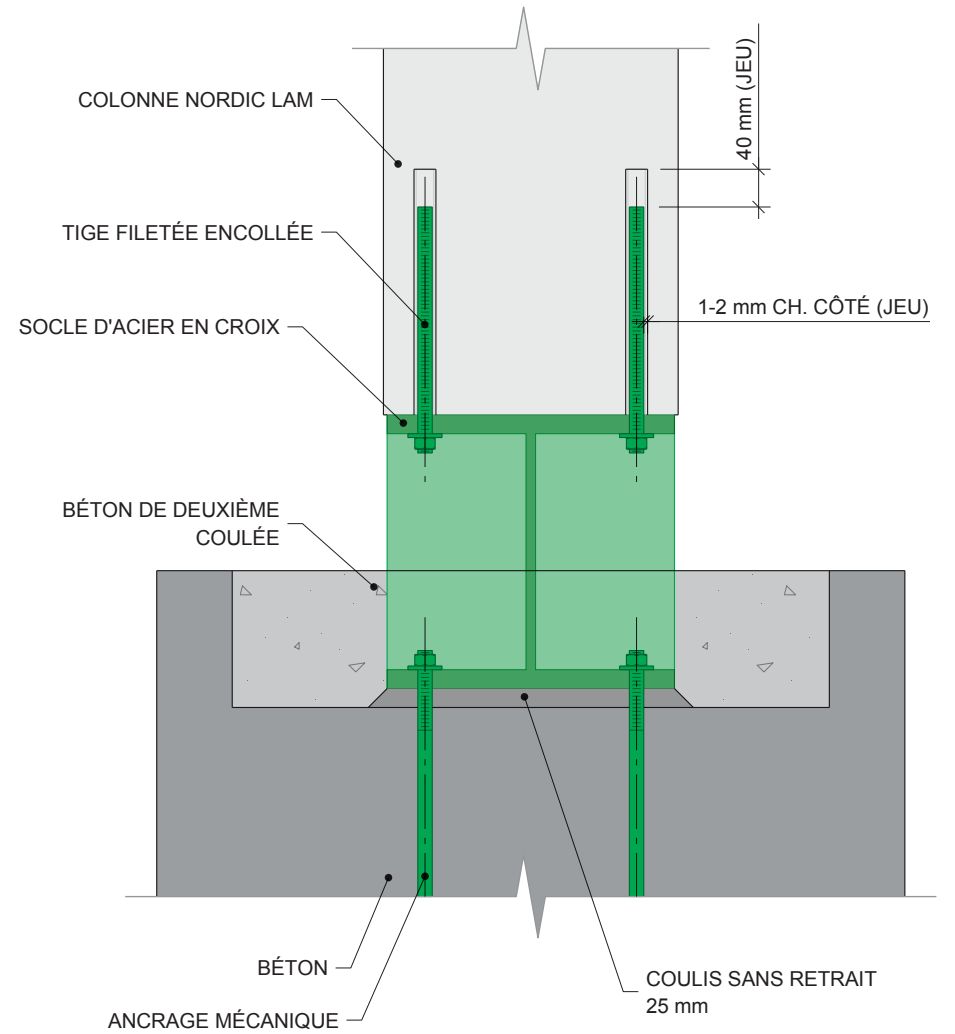 COLONNE NORDIC LAM
40 mm (JEU)
TIGE FILETÉE ENCOLLÉE
1-2 mm CH. CÔTÉ (JEU)
SOCLE D'ACIER EN CROIX
BÉTON DE DEUXIÈME
COULÉE
BÉTON
COULIS SANS RETRAIT
25 mm
ANCRAGE MÉCANIQUE